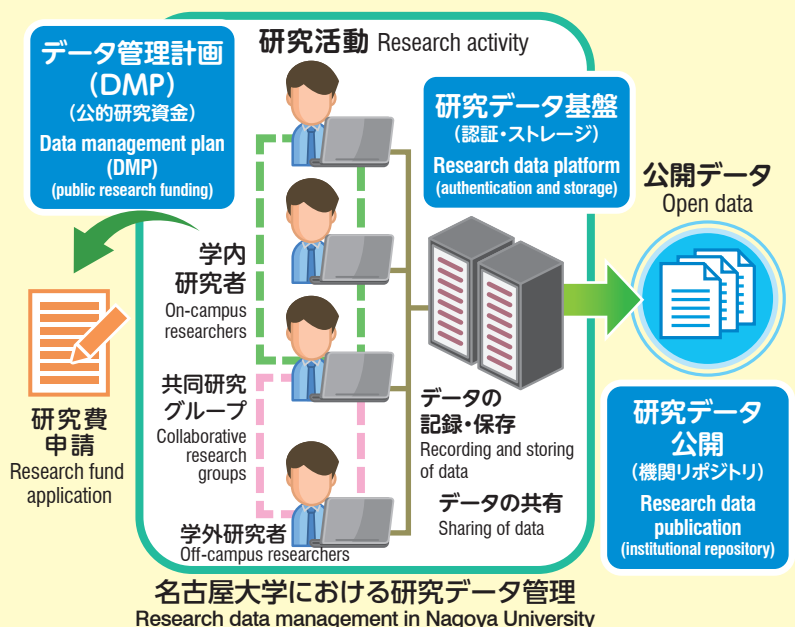 データ管理計画
(DMP)
(公的研究資金)
Data management plan
(DMP)
(public research funding)
研究活動 Research activity
研究データ基盤
(認証・ストレージ)
Research data platform
(authentication and storage)
公開データ
Open data
学内
研究者
On-campus
researchers
研究費
申請
Research fund
application
共同研究
グループ
Collaborative
research
groups
学外研究者
Off-campus researchers
データの
記録・保存
Recording and storing
of data
データの共有
Sharing of data
研究データ
公開
(機関リポジトリ)
Research data
publication
(institutional repository)
名古屋大学における研究データ管理
Research data management in Nagoya University